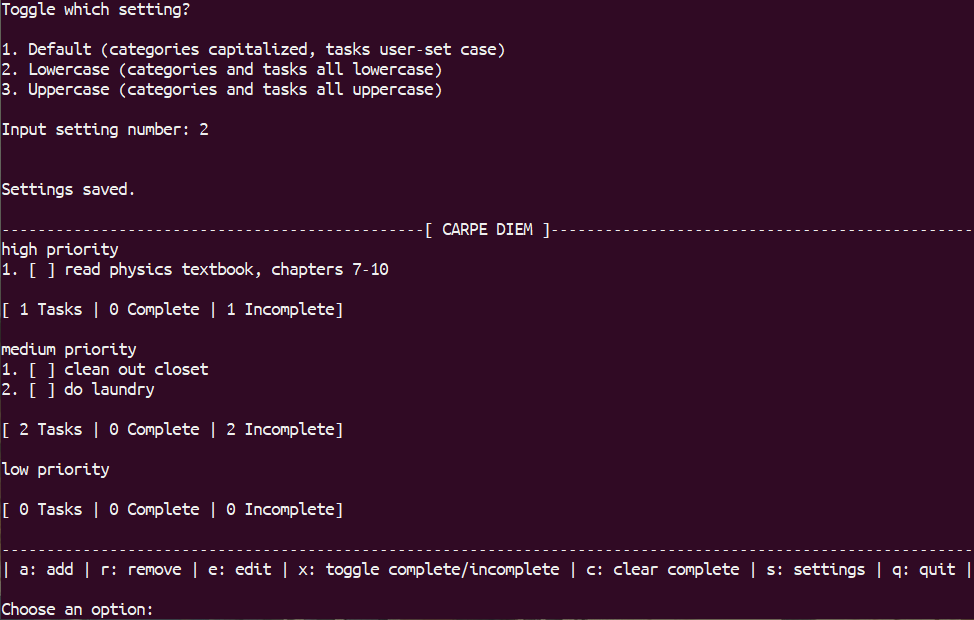 Toggle which setting?
1. Default (categories capitalized, tasks user-set case)
2. Lowercase (categories and tasks all lowercase)
3. Uppercase (categories and tasks all uppercase)
Input setting number: 2
Settings saved.
-----------------------------------------------[ CARPE DIEM ]-----------------------------------------------
high priority
1. [ ] read physics textbook, chapters 7-10
[ 1 Tasks | 0 Complete | 1 Incomplete]
medium priority
1. [ ] clean out closet
2. [ ] do laundry
[ 2 Tasks | 0 Complete | 2 Incomplete]
low priority
[ 0 Tasks | 0 Complete | 0 Incomplete]
------------------------------------------------------------------------------------------------------------
| a: add | r: remove | e: edit | x: toggle complete/incomplete | c: clear complete | s: settings | q: quit |
Choose an option: